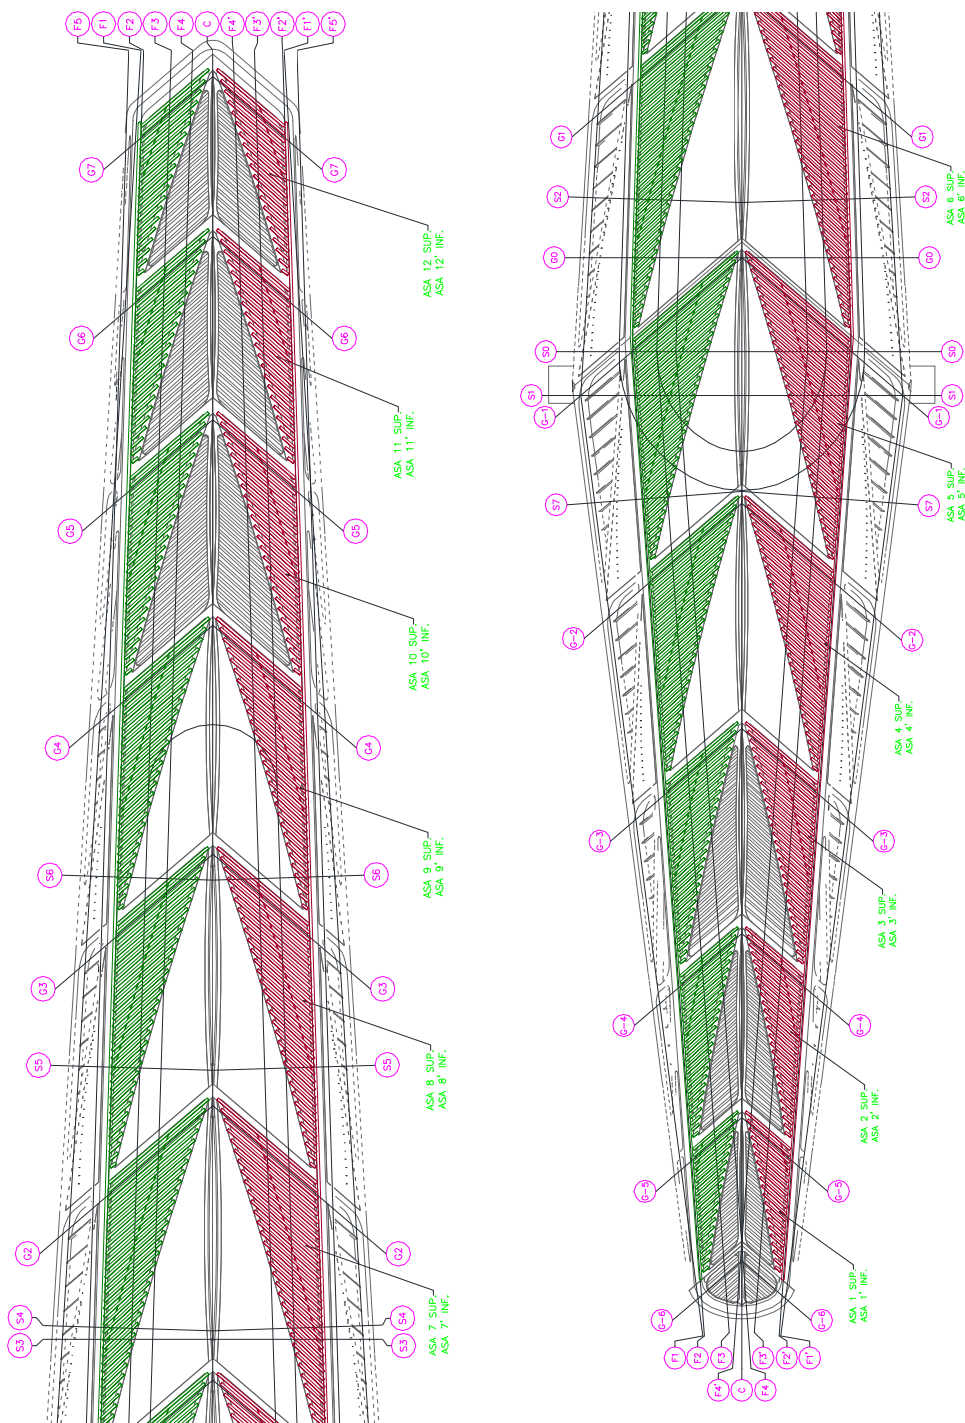 F5
F1
F2
F3
F4
C
F4'
F3'
F2'
F1'
F5'
G7
G7
ASA 12 SUP.
ASA 12' INF.
G6
G6
ASA 11 SUP.
ASA 11' INF.
G5
G5
ASA 10 SUP.
ASA 10' INF.
G4
G4
ASA 9 SUP.
ASA 9' INF.
S6
S6
G3
G3
ASA 8 SUP.
ASA 8' INF.
S5
S5
G2
G2
ASA 7 SUP.
ASA 7' INF.
S4
S4
S3
S3
G1
G1
ASA 6 SUP.
ASA 6' INF.
S2
S2
G0
G0
S0
S0
S1
S1
G-1
G-1
ASA 5 SUP.
ASA 5' INF.
S7
S7
G-2
G-2
ASA 4 SUP.
ASA 4' INF.
G-3
G-3
ASA 3 SUP.
ASA 3' INF.
G-4
G-4
ASA 2 SUP.
ASA 2' INF.
G-5
G-5
ASA 1 SUP.
ASA 1' INF.
G-6
G-6
F1
F2
F3
F3'
F2'
F1'
F4'
C
F4